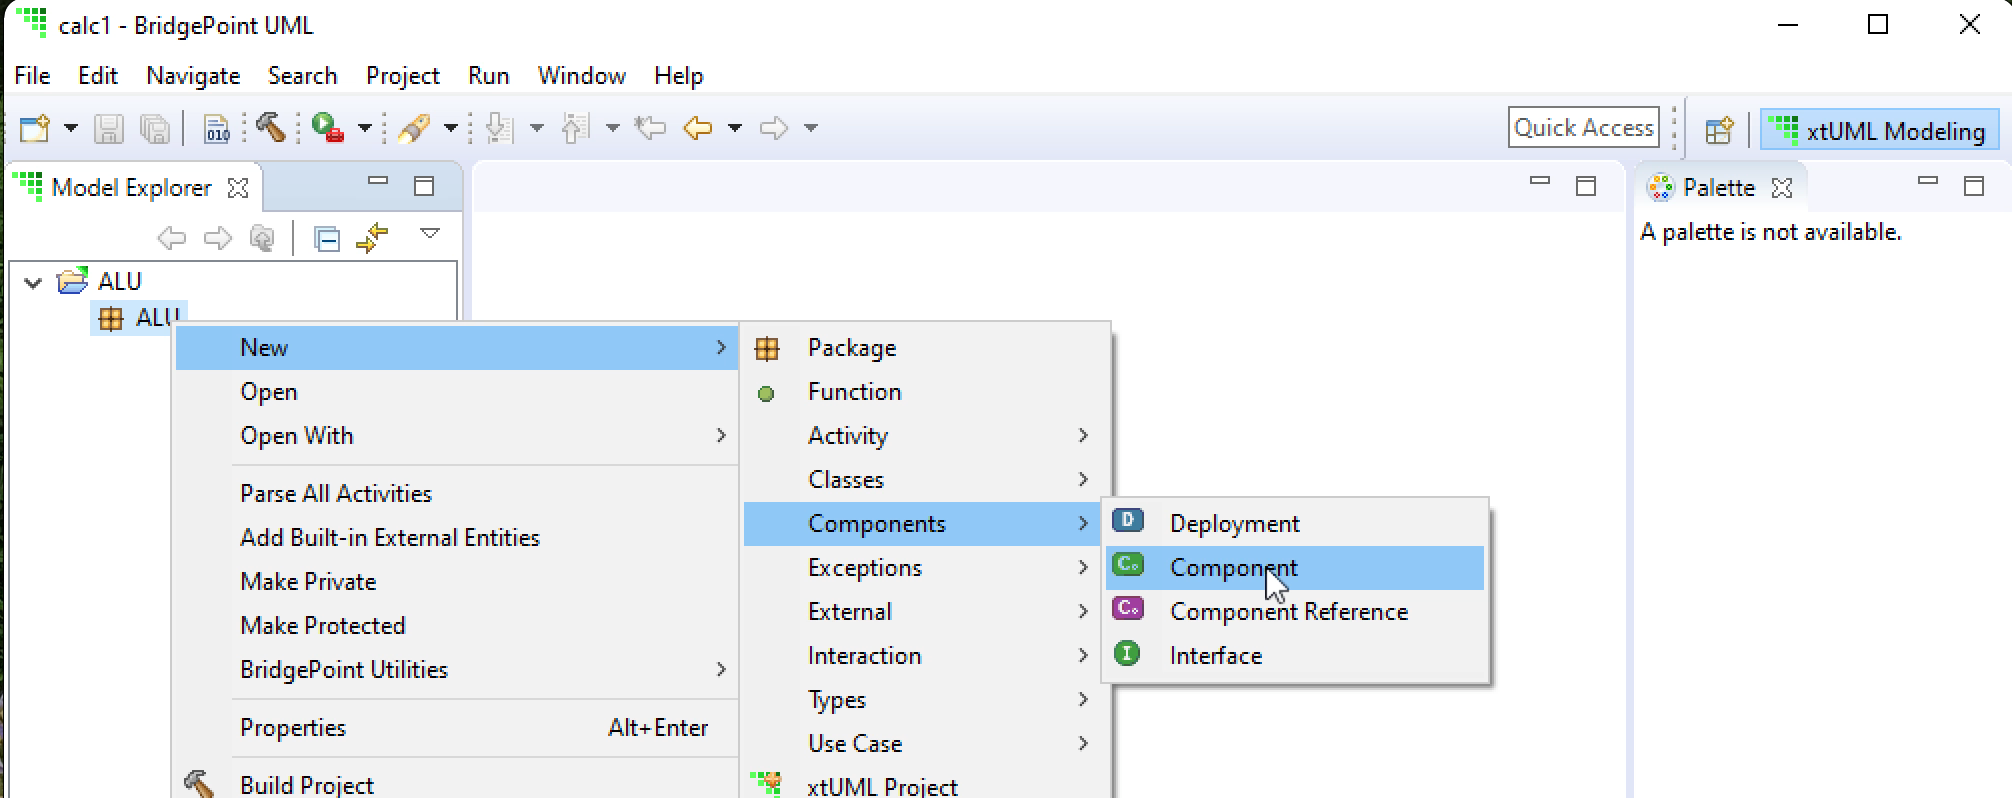 calc1 - BridgePoint UML
File Edit Navigate Search Project Run Window Help
010
Quick Access
xtUML Modeling
Model Explorer
Palette
A palette is not available.
ALU
ALU
New
Open
Open With
Parse All Activities
Add Built-in External Entities
Make Private
Make Protected
BridgePoint Utilities
Properties Alt+Enter
Build Project
Package
Function
Activity
Classes
Components
Exceptions
External
Interaction
Types
Use Case
xtUML Project
D Deployment
C Component
C Component Reference
I Interface